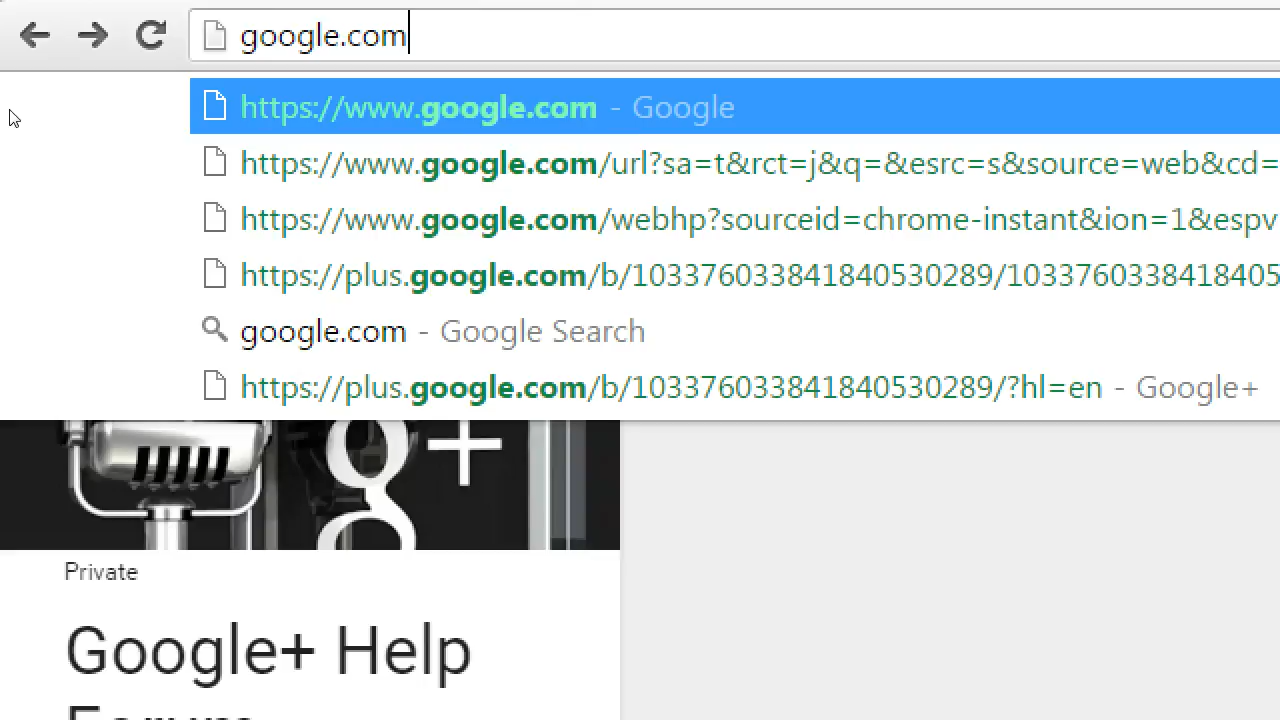 google.com
https://www.google.com - Google
https://www.google.com/url?sa=t&rct=j&q=&esrc=s&source=web&cd=
https://www.google.com/webhp?sourceid=chrome-instant&ion=1&espv
https://plus.google.com/b/103376033841840530289/1033760338418405
google.com - Google Search
https://plus.google.com/b/103376033841840530289/?hl=en - Google+
g+
Private
Google+ Help
Forum